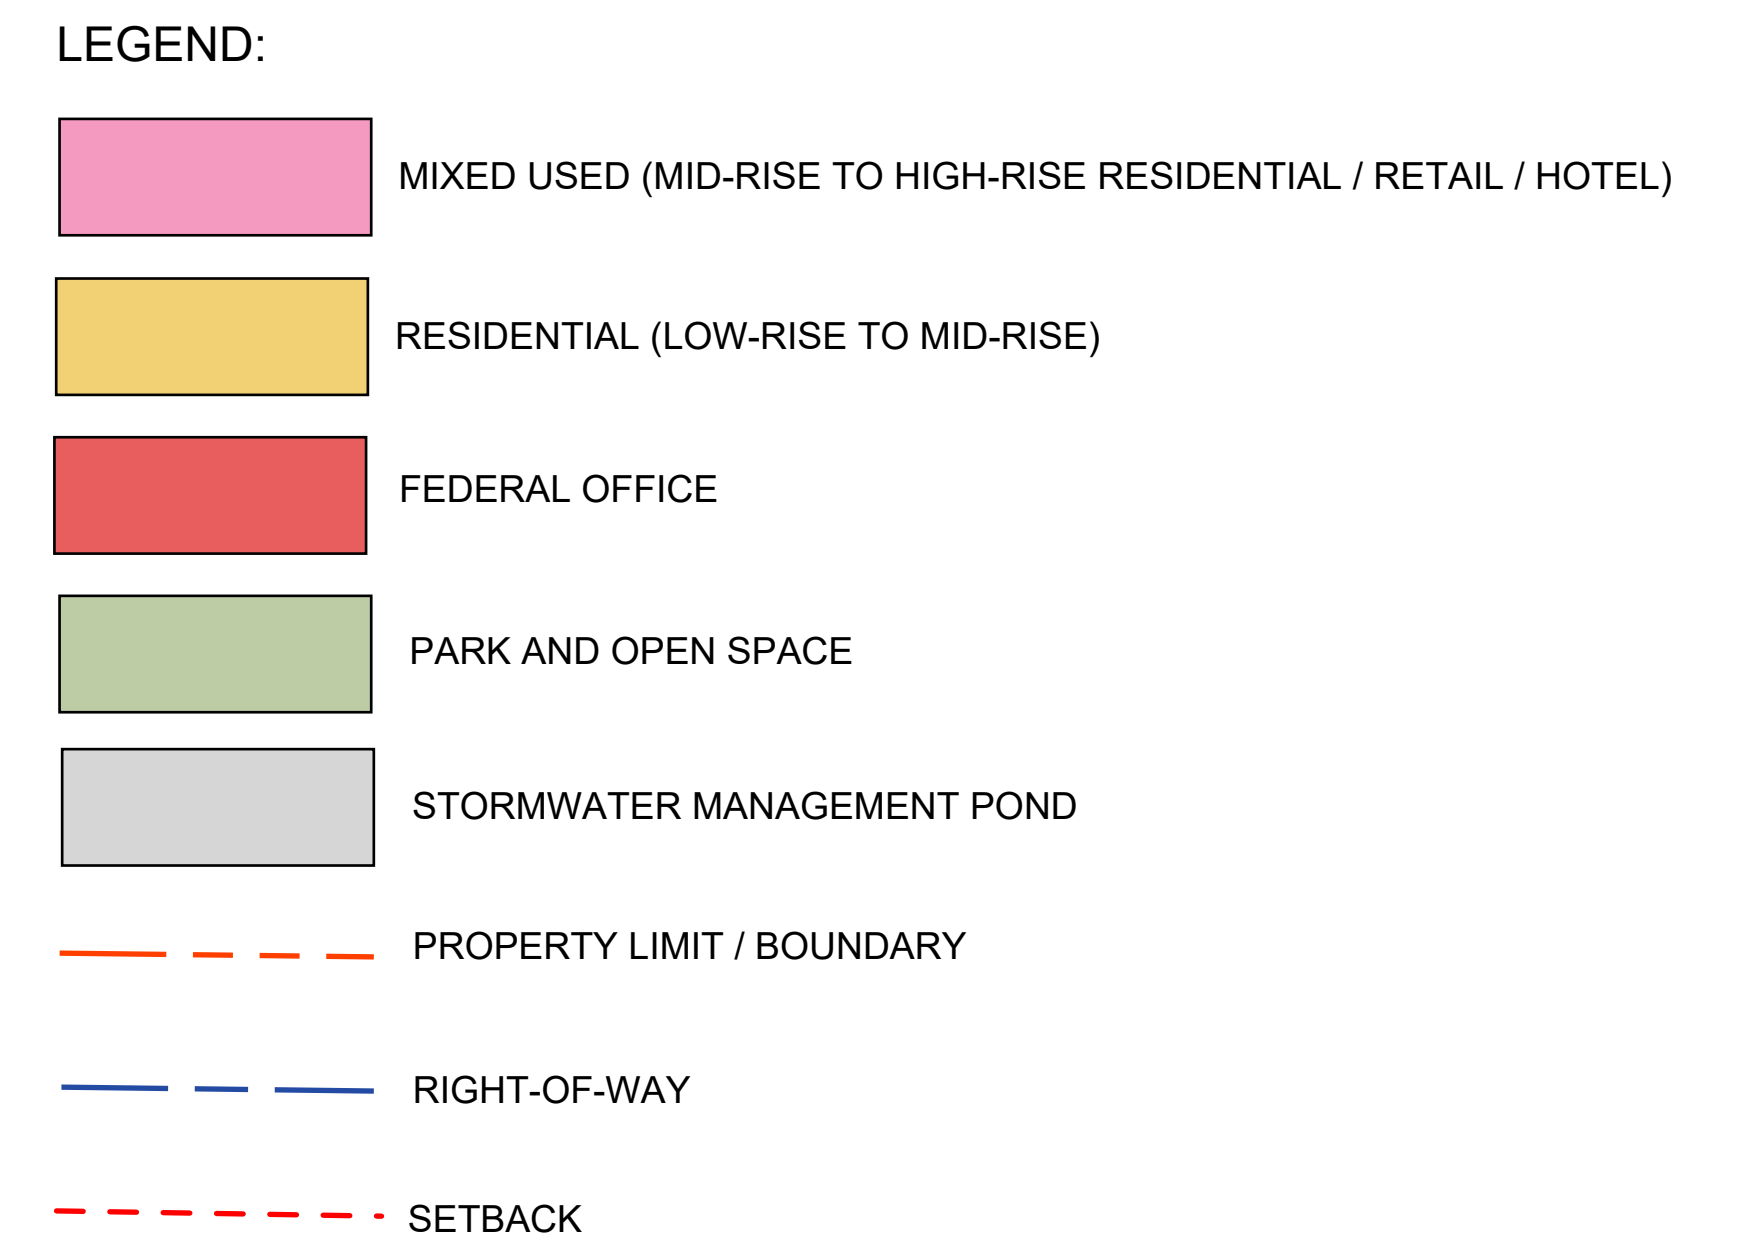 LEGEND:
MIXED USED (MID-RISE TO HIGH-RISE RESIDENTIAL / RETAIL / HOTEL)
RESIDENTIAL (LOW-RISE TO MID-RISE)
FEDERAL OFFICE
PARK AND OPEN SPACE
STORMWATER MANAGEMENT POND
PROPERTY LIMIT / BOUNDARY
RIGHT-OF-WAY
SETBACK